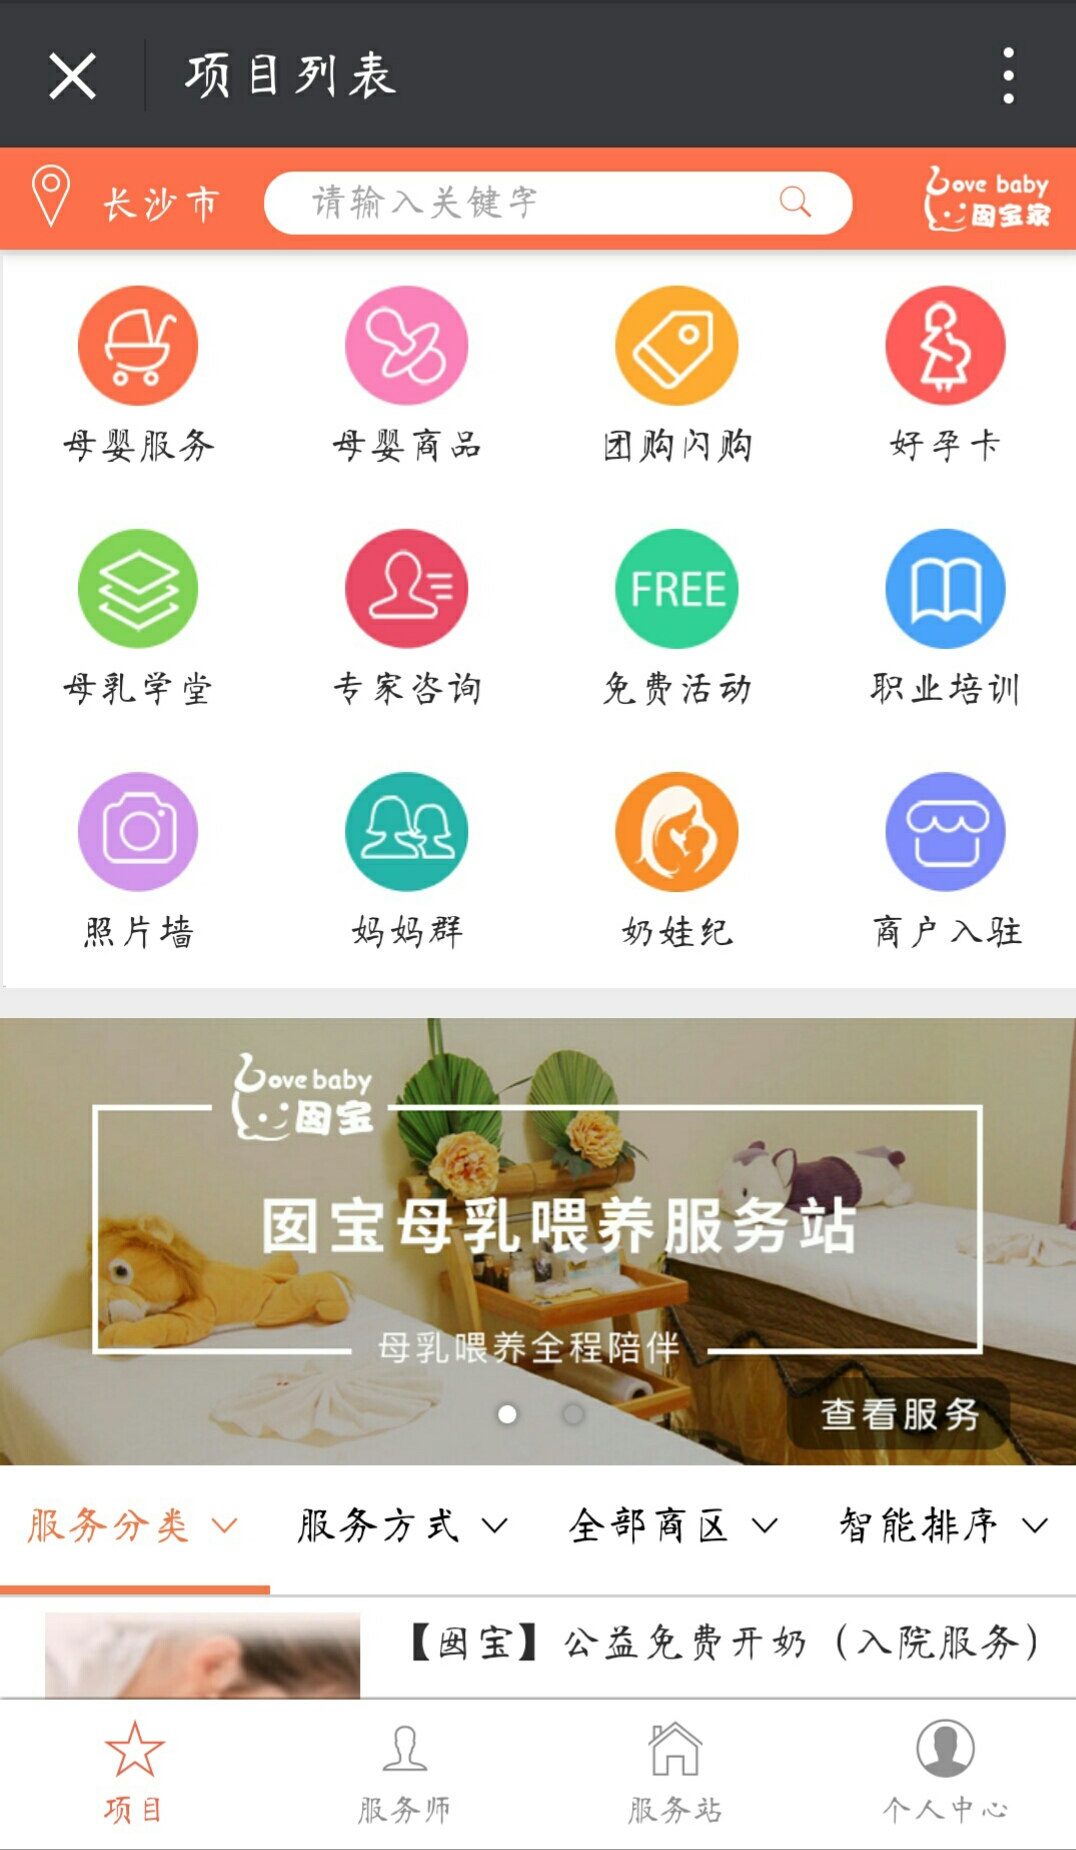 项目列表
长沙市
请输入关键字
Love baby
囡宝家
母婴服务
母婴商品
团购闪购
好孕卡
FREE
母乳学堂
专家咨询
免费活动
职业培训
照片墙
妈妈群
奶娃纪
商户入驻
Love baby
囡宝
囡宝母乳喂养服务站
母乳喂养全程陪伴
查看服务
服务分类
服务方式
全部商区
智能排序
【囡宝】公益免费开奶（入院服务）
项目
服务师
服务站
个人中心